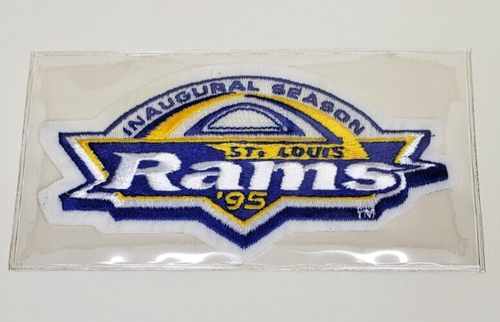 INAUGURAL SEASON
ST. LOUIS
Rams
'95
TM